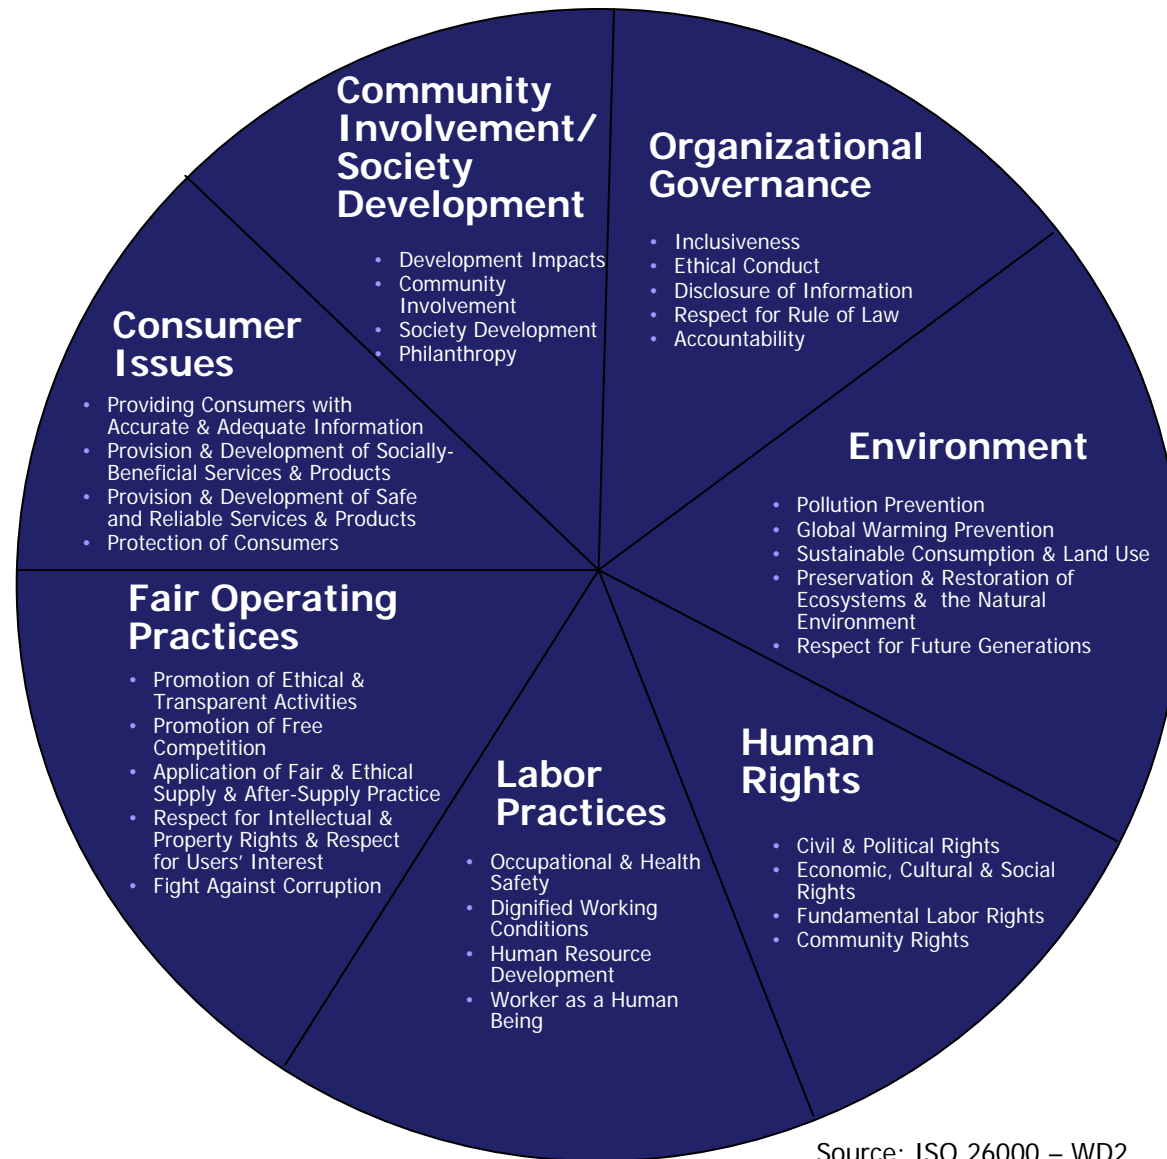 Community
Involvement/
Society
Development
• Development Impacts
• Community
Involvement
• Society Development
• Philanthropy
Organizational
Governance
• Inclusiveness
• Ethical Conduct
• Disclosure of Information
• Respect for Rule of Law
• Accountability
Consumer
Issues
• Providing Consumers with
Accurate & Adequate Information
• Provision & Development of Socially-
Beneficial Services & Products
• Provision & Development of Safe
and Reliable Services & Products
• Protection of Consumers
Environment
• Pollution Prevention
• Global Warming Prevention
• Sustainable Consumption & Land Use
• Preservation & Restoration of
Ecosystems & the Natural
Environment
• Respect for Future Generations
Fair Operating
Practices
• Promotion of Ethical &
Transparent Activities
• Promotion of Free
Competition
• Application of Fair & Ethical
Supply & After-Supply Practice
• Respect for Intellectual &
Property Rights & Respect
for Users’ Interest
• Fight Against Corruption
Labor
Practices
• Occupational & Health
Safety
• Dignified Working
Conditions
• Human Resource
Development
• Worker as a Human
Being
Human
Rights
• Civil & Political Rights
• Economic, Cultural & Social
Rights
• Fundamental Labor Rights
• Community Rights
Source: ISO 26000 – WD2